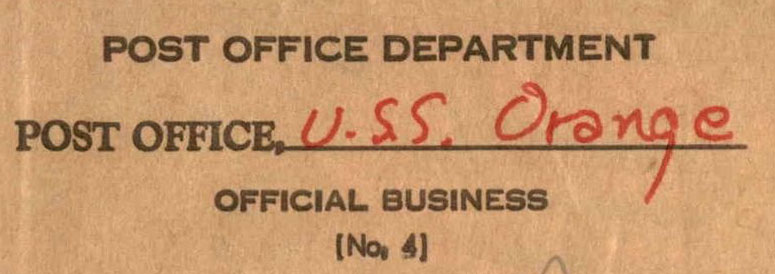 POST OFFICE DEPARTMENT
POST OFFICE, U.S.S. Orange
OFFICIAL BUSINESS
[No. 4]